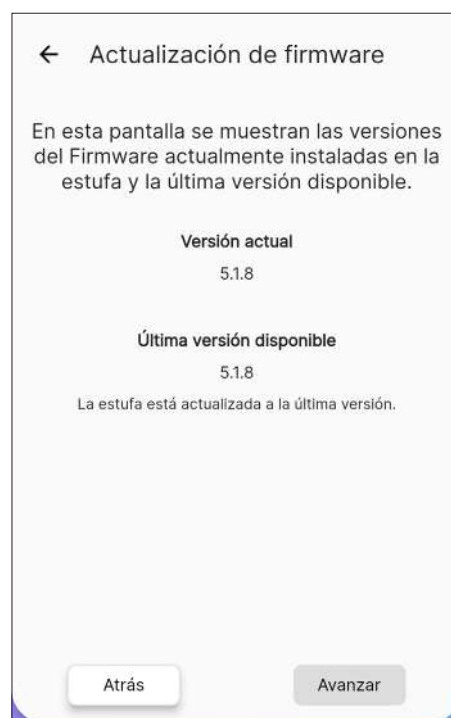 Actualización de firmware
En esta pantalla se muestran las versiones
del Firmware actualmente instaladas en la
estufa y la última versión disponible.
Versión actual
5.1.8
Última versión disponible
5.1.8
La estufa está actualizada a la última versión.
Atrás
Avanzar